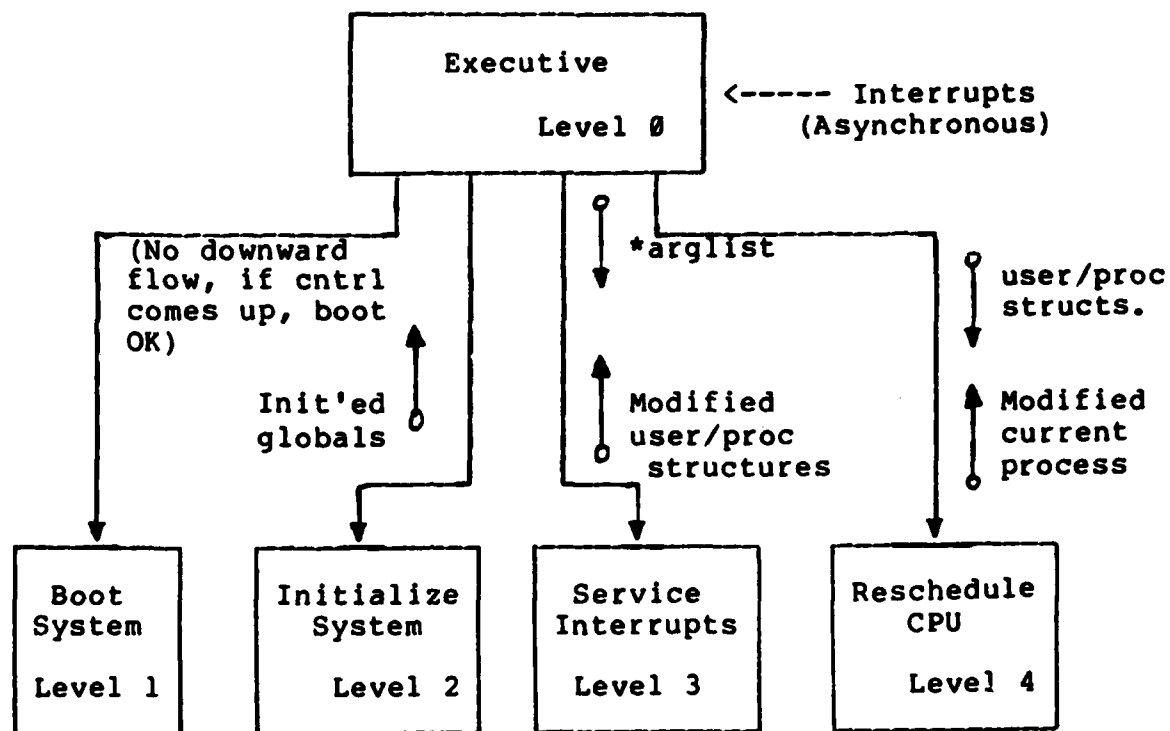 Executive
Level 0
<----- Interrupts
(Asynchronous)
(No downward
flow, if cntrl
comes up, boot
OK)
*arglist
user/proc
structs.
Init'ed
globals
Modified
user/proc
structures
Modified
current
process
Boot
System
Level 1
Initialize
System
Level 2
Service
Interrupts
Level 3
Reschedule
CPU
Level 4